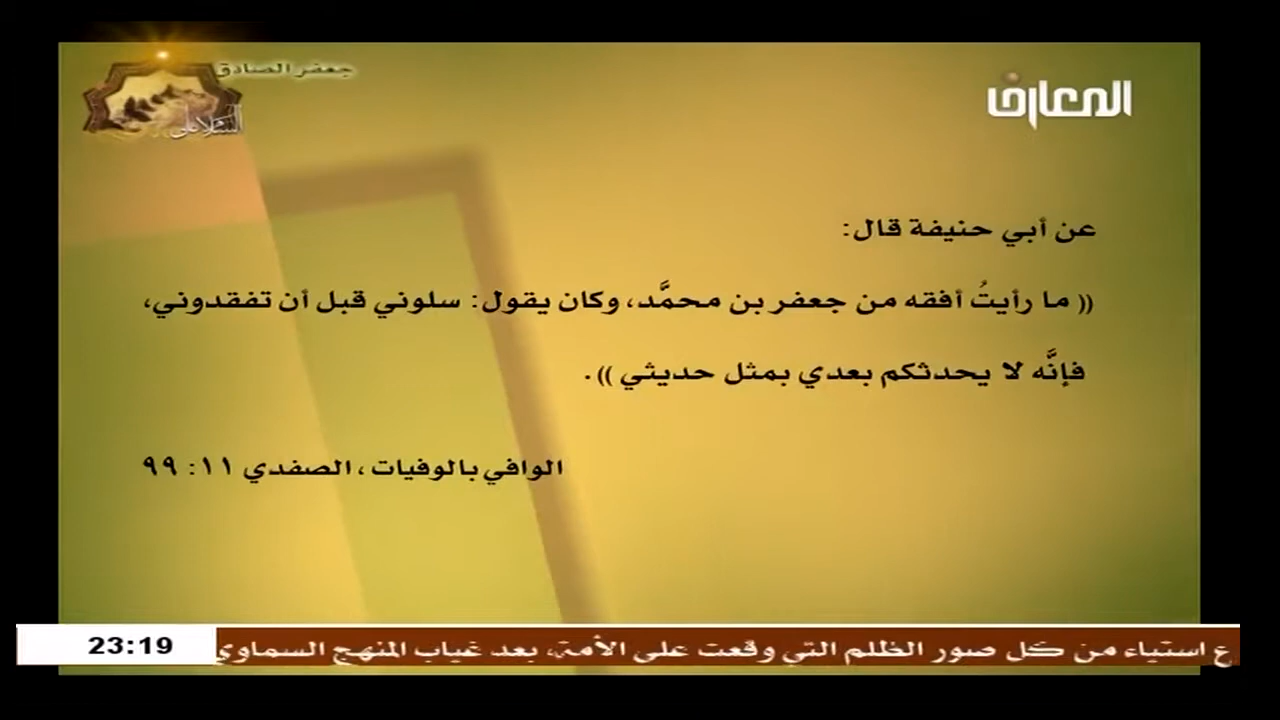 جعفر الصادق
السلام على
المعارف
عن أبي حنيفة قال:
(( ما رأيتُ أفقه من جعفر بن محمَّد، وكان يقول: سلوني قبل أن تفقدوني،
فإنَّه لا يحدثكم بعدي بمثل حديثي )).
الوافي بالوفيات، الصفدي ١١: ٩٩
23:19
استياء من كل صور الظلم التي وقعت على الأمة، بعد غياب المنهج السماوي